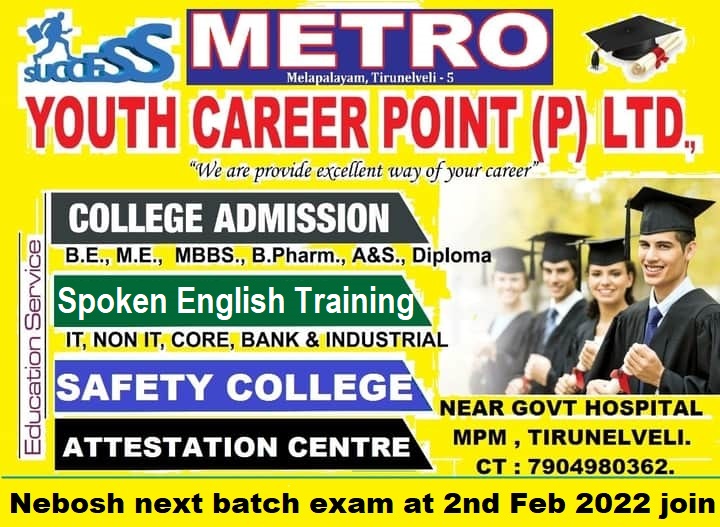 SUCCESS
METRO
Melapalayam, Tirunelveli - 5
YOUTH CAREER POINT (P) LTD.,
“We are provide excellent way of your career”
Education Service
COLLEGE ADMISSION
B.E., M.E., MBBS., B.Pharm., A&S., Diploma
Spoken English Training
IT, NON IT, CORE, BANK & INDUSTRIAL
SAFETY COLLEGE
ATTESTATION CENTRE
NEAR GOVT HOSPITAL
MPM , TIRUNELVELI.
CT : 7904980362.
Nebosh next batch exam at 2nd Feb 2022 join